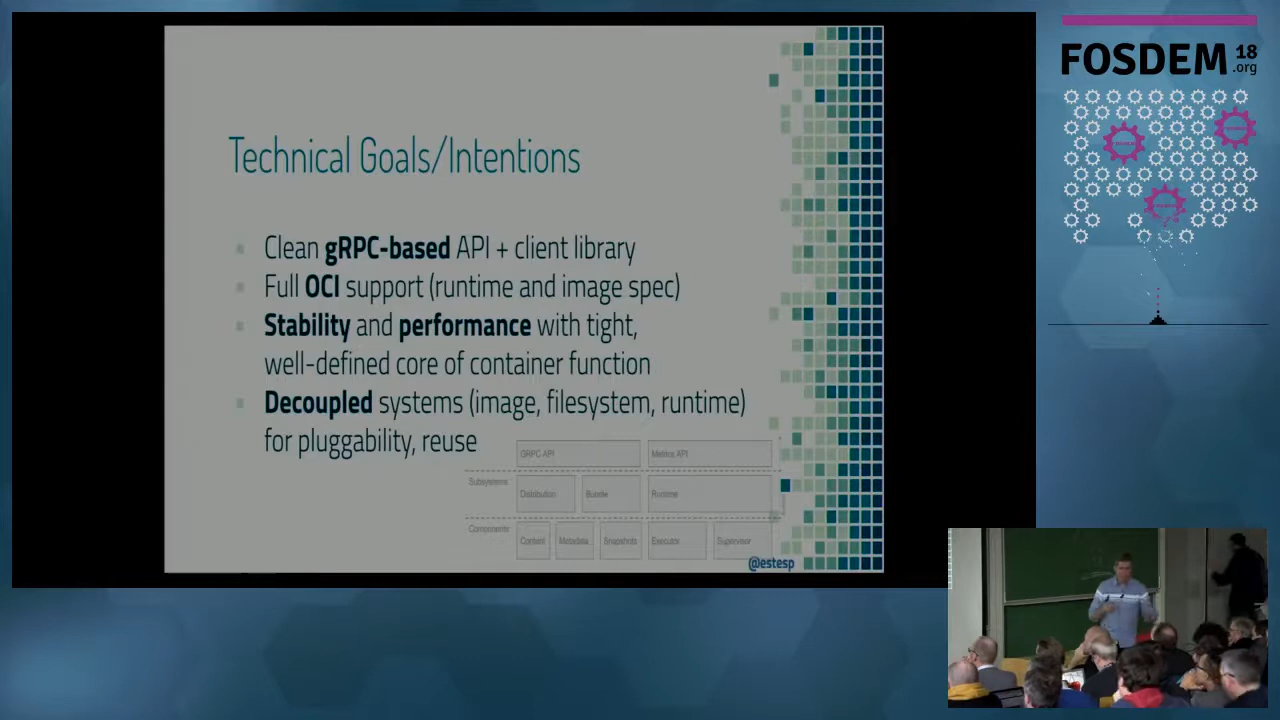 Technical Goals/Intentions
Clean gRPC-based API + client library
Full OCI support (runtime and image spec)
Stability and performance with tight,
well-defined core of container function
Decoupled systems (image, filesystem, runtime)
for pluggability, reuse
GRPC API
Metrics API
Subsystems:
Distribution
Bundle
Runtime
Components:
Content
Metadata
Snapshots
Executor
Supervisor
@estesp
FOSDEM 18
.org